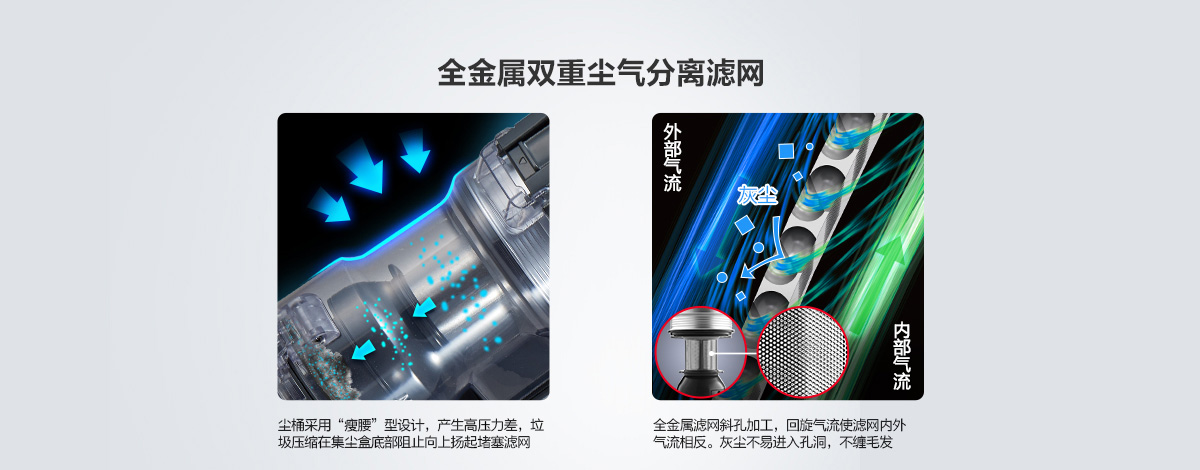 全金属双重尘气分离滤网
外部气流
灰尘
内部气流
尘桶采用“瘦腰”型设计，产生高压力差，垃
圾压缩在集尘盒底部阻止向上扬起堵塞滤网
全金属滤网斜孔加工，回旋气流使滤网内外
气流相反。灰尘不易进入孔洞，不缠毛发